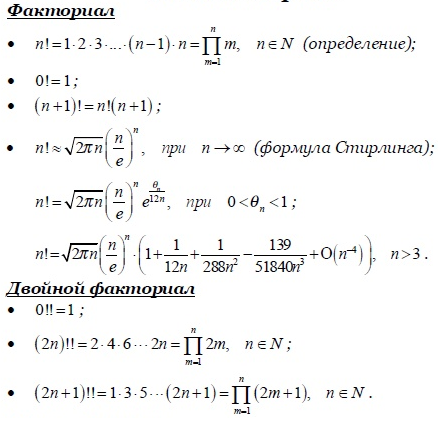 Факториал
• n! = 1·2·3·...·(n−1)·n = ∏_{m=1}^{n} m, n∈N (определение);
• 0! = 1;
• (n+1)! = n!(n+1);
• n! ≈ √(2πn) (n/e)^n, при n→∞ (формула Стирлинга);
n! = √(2πn) (n/e)^n e^{θ_n/12n}, при 0<θ_n<1;
n! = √(2πn) (n/e)^n · (1 + 1/12n + 1/288n² − 139/51840n³ + O(n⁻⁴)), n>3.
Двойной факториал
• 0!! = 1;
• (2n)!! = 2·4·6···2n = ∏_{m=1}^{n} 2m, n∈N;
• (2n+1)!! = 1·3·5···(2n+1) = ∏_{m=1}^{n} (2m+1), n∈N.